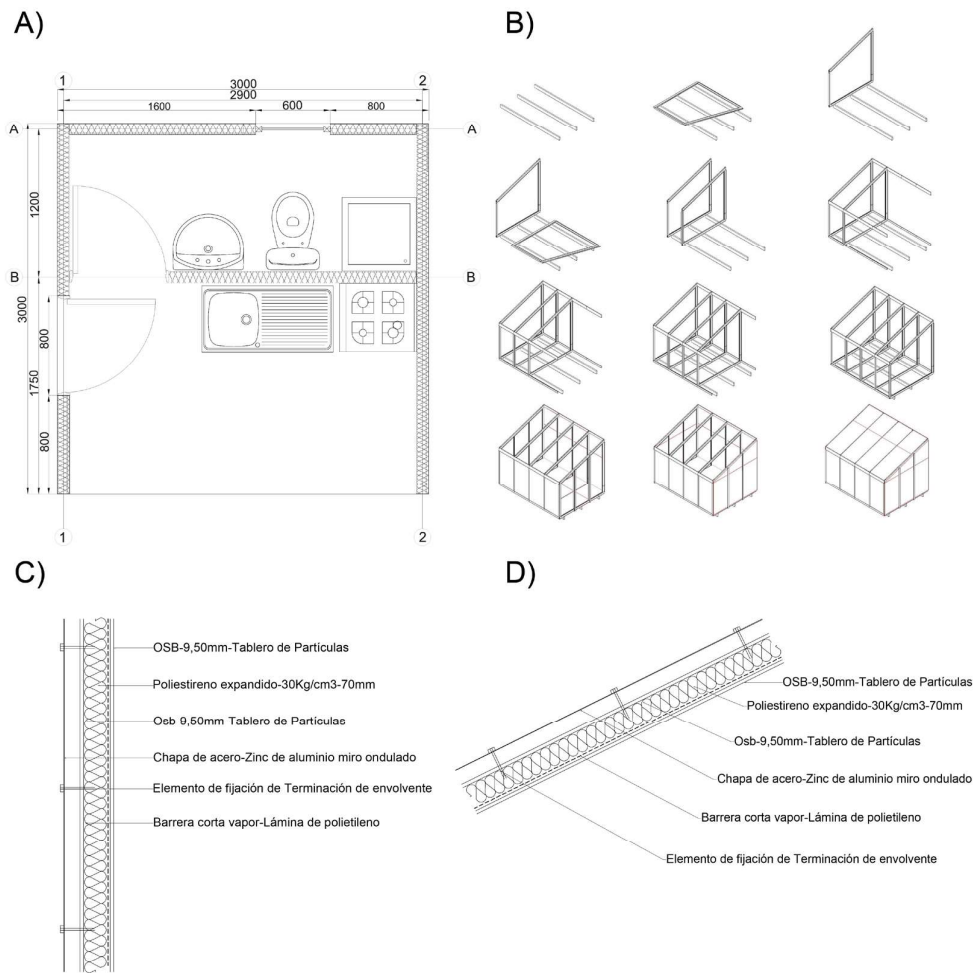 A)
B)
1
2
3000
2900
1600
600
800
A
A
1200
B
B
3000
800
1750
800
1
2
C)
D)
OSB-9,50mm-Tablero de Partículas
Poliestireno expandido-30Kg/cm3-70mm
Osb-9,50mm-Tablero de Partículas
Chapa de acero-Zinc de aluminio miro ondulado
Elemento de fijación de Terminación de envolvente
Barrera corta vapor-Lámina de polietileno
OSB-9,50mm-Tablero de Partículas
Poliestireno expandido-30Kg/cm3-70mm
Osb-9,50mm-Tablero de Partículas
Chapa de acero-Zinc de aluminio miro ondulado
Barrera corta vapor-Lámina de polietileno
Elemento de fijación de Terminación de envolvente